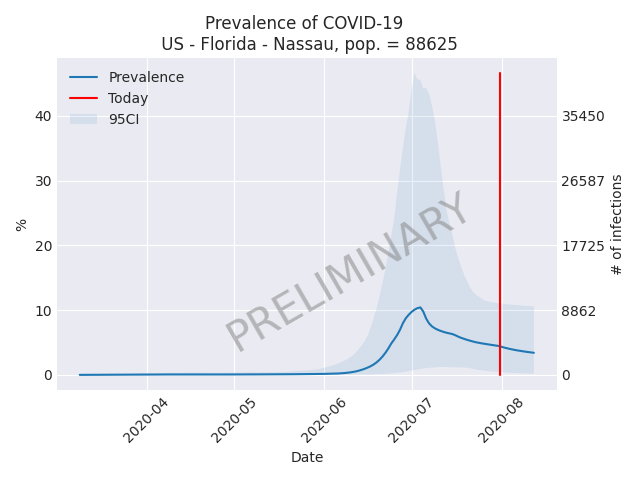 Prevalence of COVID-19
US - Florida - Nassau, pop. = 88625
Prevalence
Today
95CI
PRELIMINARY
%
40
30
20
10
0
# of infections
35450
26587
17725
8862
0
2020-04
2020-05
2020-06
2020-07
2020-08
Date